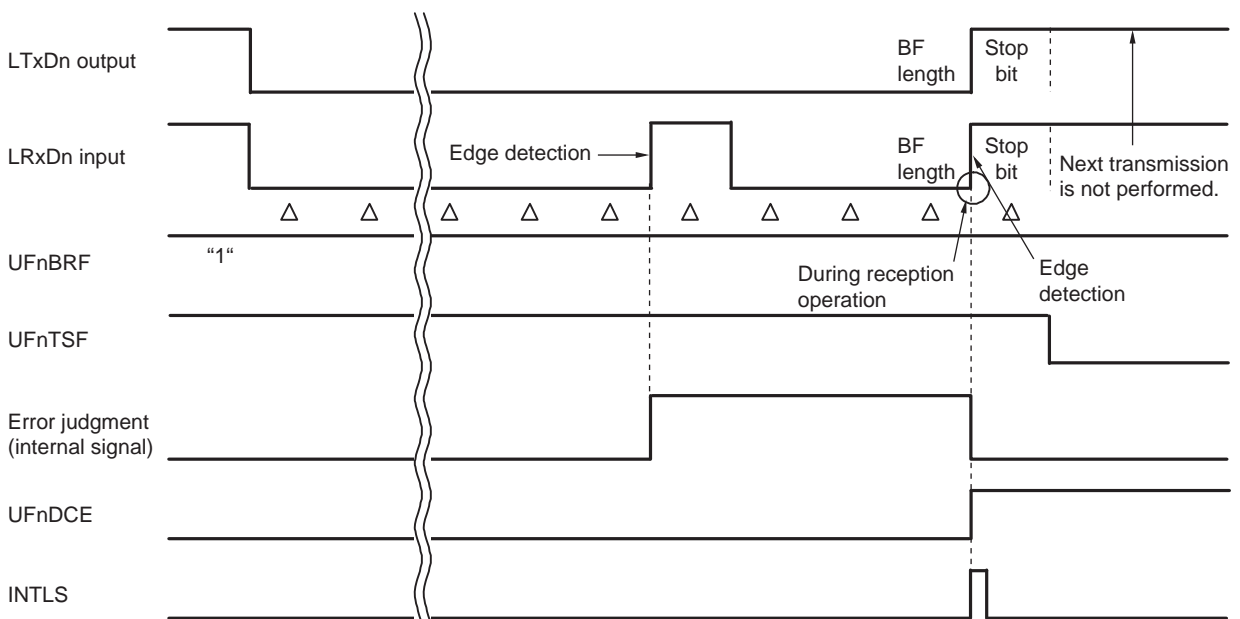 LTxDn output
BF
length
Stop
bit
LRxDn input
Edge detection
BF
length
Stop
bit
Next transmission
is not performed.
UFnBRF
“1“
During reception
operation
Edge
detection
UFnTSF
Error judgment
(internal signal)
UFnDCE
INTLS